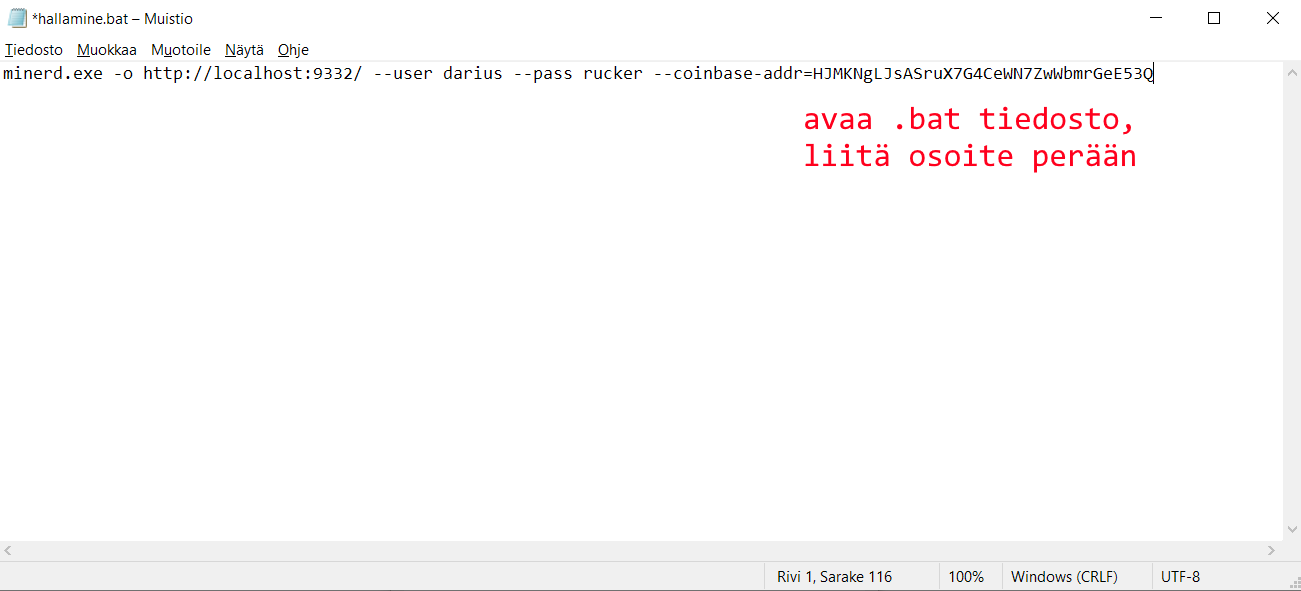 *hallamine.bat – Muistio
Tiedosto Muokkaa Muotoile Näytä Ohje
minerd.exe -o http://localhost:9332/ --user darius --pass rucker --coinbase-addr=HJMKNgLJsASruX7G4CeWN7ZwWbmrGeE53Q
avaa .bat tiedosto,
liitä osoite perään
Rivi 1, Sarake 116 100% Windows (CRLF) UTF-8